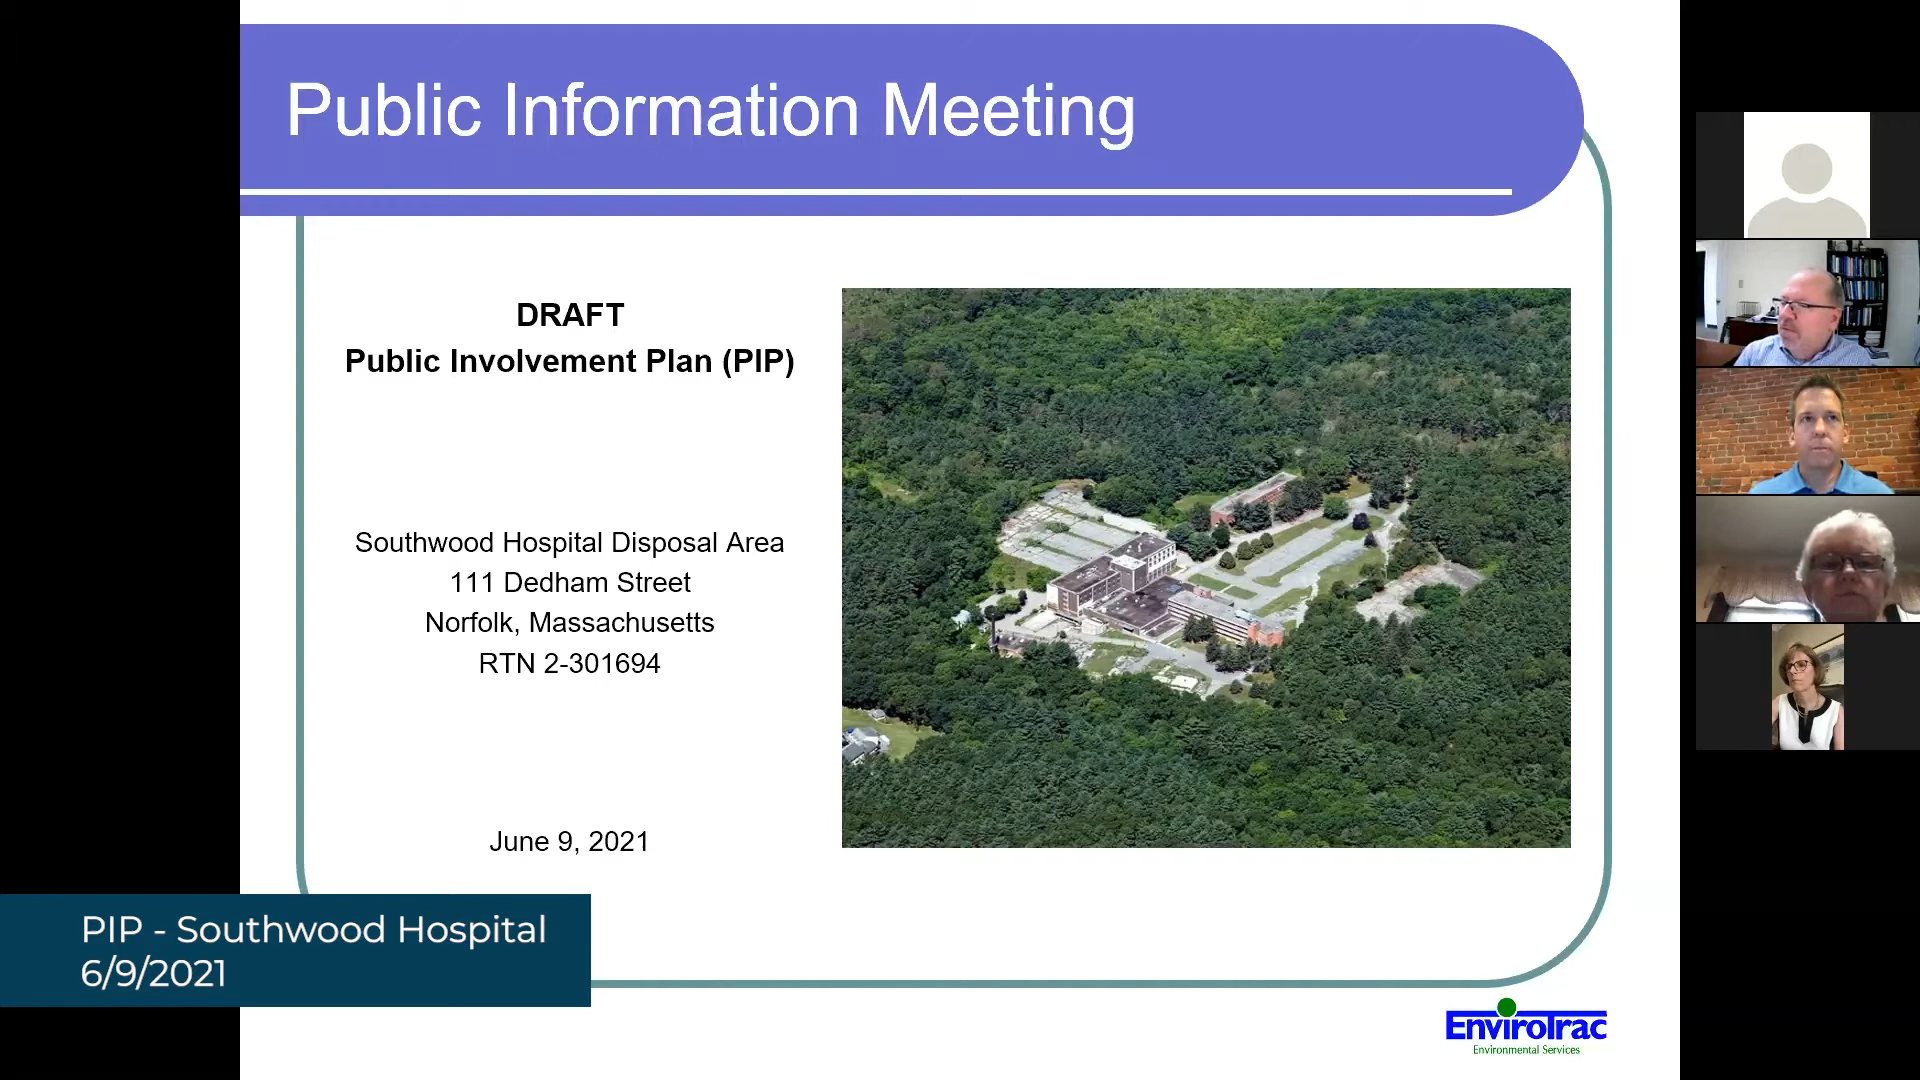 Public Information Meeting
DRAFT
Public Involvement Plan (PIP)
Southwood Hospital Disposal Area
111 Dedham Street
Norfolk, Massachusetts
RTN 2-301694
June 9, 2021
PIP - Southwood Hospital
6/9/2021
EnviroTrac
Environmental Services